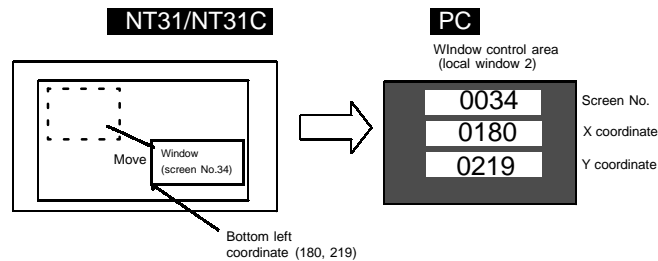 NT31/NT31C
PC
WIndow control area
(local window 2)
0034
Screen No.
0180
X coordinate
0219
Y coordinate
Move
Window
(screen No.34)
Bottom left
coordinate (180, 219)